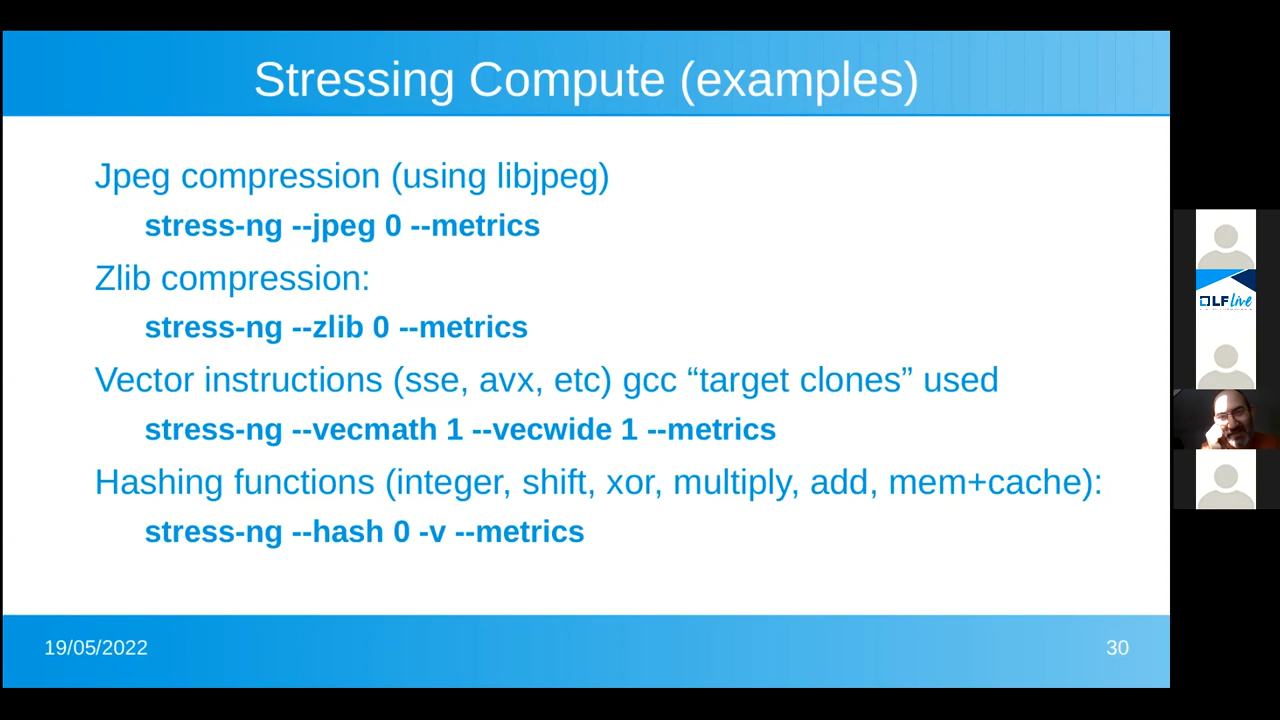 Stressing Compute (examples)
Jpeg compression (using libjpeg)
stress-ng --jpeg 0 --metrics
Zlib compression:
stress-ng --zlib 0 --metrics
Vector instructions (sse, avx, etc) gcc “target clones” used
stress-ng --vecmath 1 --vecwide 1 --metrics
Hashing functions (integer, shift, xor, multiply, add, mem+cache):
stress-ng --hash 0 -v --metrics
19/05/2022
30
LF Live